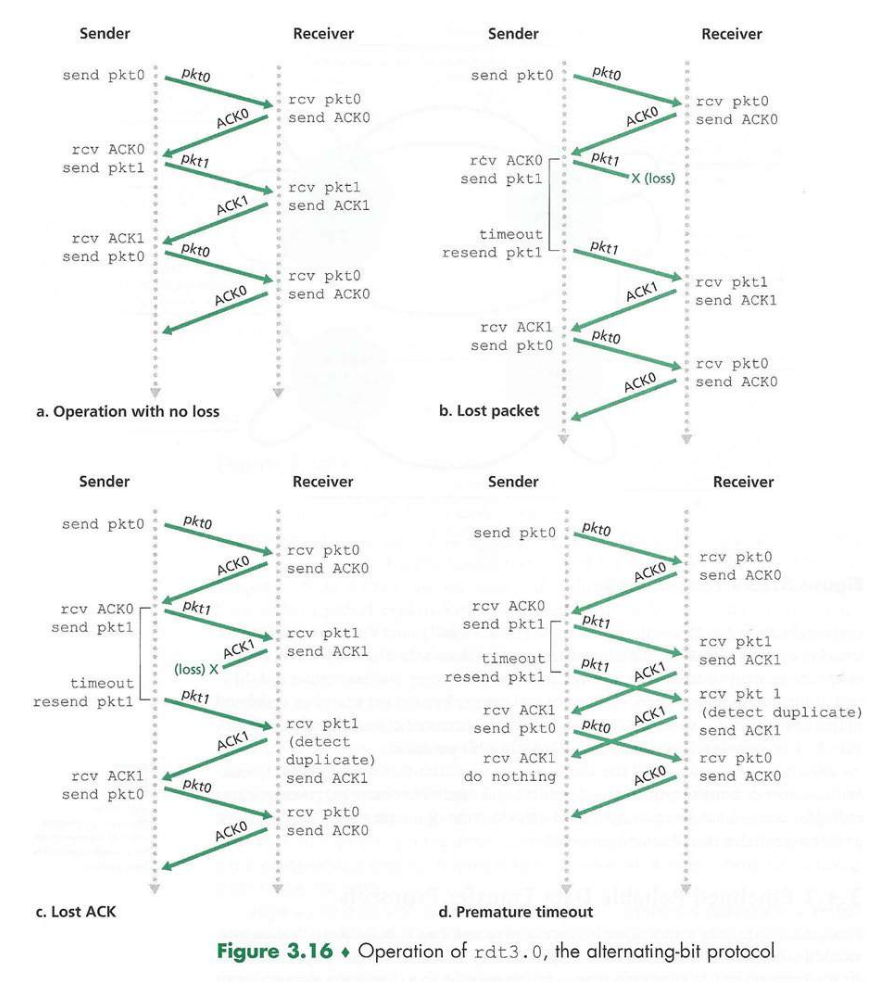 Sender Receiver
send pkt0 pkt0
rcv pkt0
ACK0 send ACK0
rcv ACK0
send pkt1 pkt1
rcv pkt1
ACK1 send ACK1
rcv ACK1
send pkt0 pkt0
rcv pkt0
ACK0 send ACK0
a. Operation with no loss
Sender Receiver
send pkt0 pkt0
rcv pkt0
ACK0 send ACK0
rcv ACK0 pkt1
send pkt1 X (loss)
timeout
resend pkt1 pkt1
rcv pkt1
ACK1 send ACK1
rcv ACK1
send pkt0 pkt0
rcv pkt0
ACK0 send ACK0
b. Lost packet
Sender Receiver
send pkt0 pkt0
rcv pkt0
ACK0 send ACK0
rcv ACK0 pkt1
send pkt1
rcv pkt1
ACK1 send ACK1
(loss) X
timeout
resend pkt1 pkt1
rcv pkt1
ACK1 (detect
duplicate)
send ACK1
rcv ACK1
send pkt0 pkt0
rcv pkt0
ACK0 send ACK0
c. Lost ACK
Sender Receiver
send pkt0 pkt0
rcv pkt0
ACK0 send ACK0
rcv ACK0
send pkt1 pkt1
rcv pkt1
ACK1 send ACK1
timeout
resend pkt1 pkt1
rcv pkt 1
(detect duplicate)
ACK1 send ACK1
rcv ACK1
send pkt0 pkt0
rcv pkt0
ACK0 send ACK0
rcv ACK1
do nothing
d. Premature timeout
Figure 3.16 ♦ Operation of rdt3.0, the alternating-bit protocol